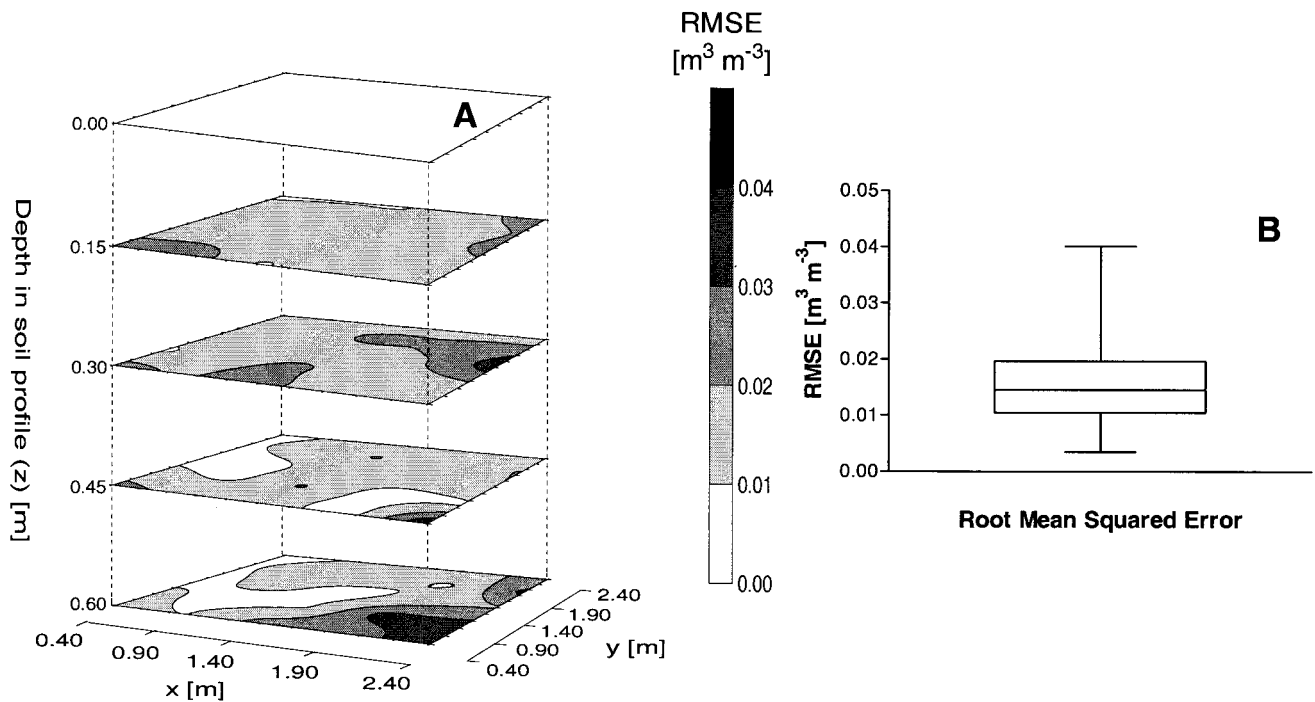 RMSE
[m³ m⁻³]
A
0.00
0.15
0.30
0.45
0.60
Depth in soil profile (z) [m]
0.40
0.90
1.40
1.90
2.40
x [m]
0.40
0.90
1.40
1.90
2.40
y [m]
0.04
0.03
0.02
0.01
0.00
B
0.05
0.04
0.03
0.02
0.01
0.00
RMSE [m³ m⁻³]
Root Mean Squared Error